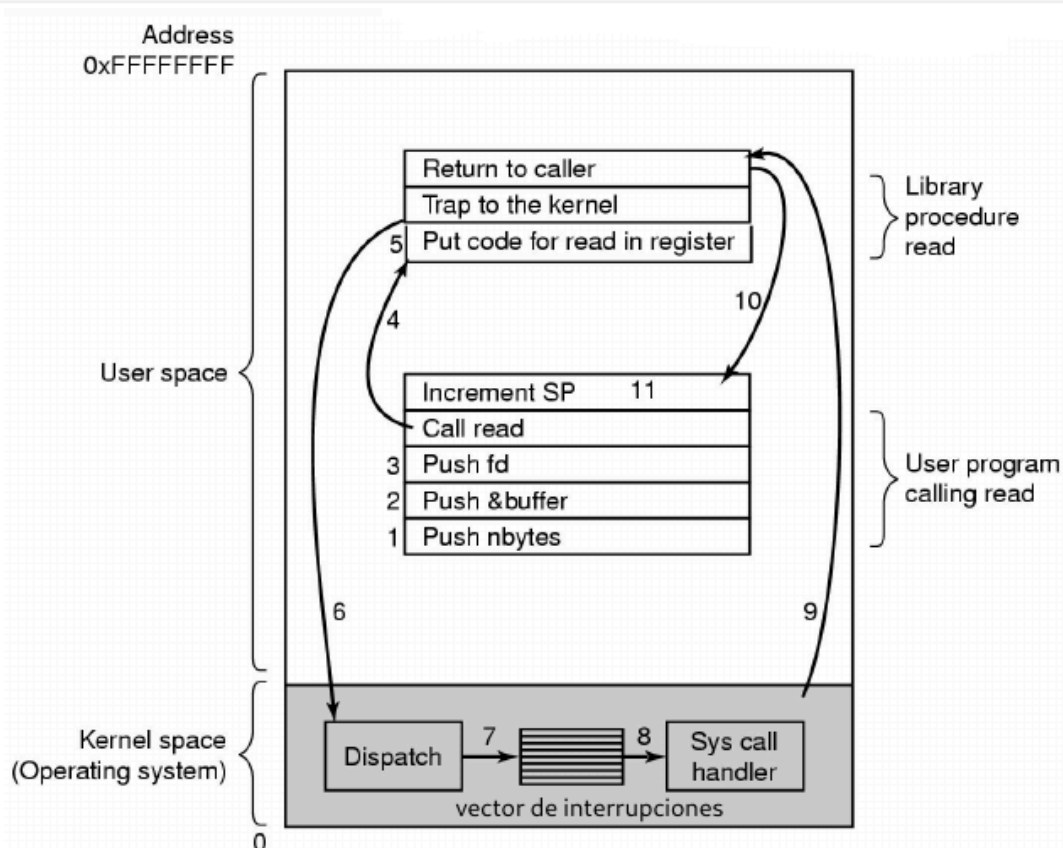 Address
0xFFFFFFFF
Return to caller
Trap to the kernel
5 Put code for read in register
Library
procedure
read
4
10
User space
Increment SP 11
Call read
3 Push fd
2 Push &buffer
1 Push nbytes
User program
calling read
6
9
Kernel space
(Operating system)
Dispatch
7
8
Sys call
handler
vector de interrupciones
0